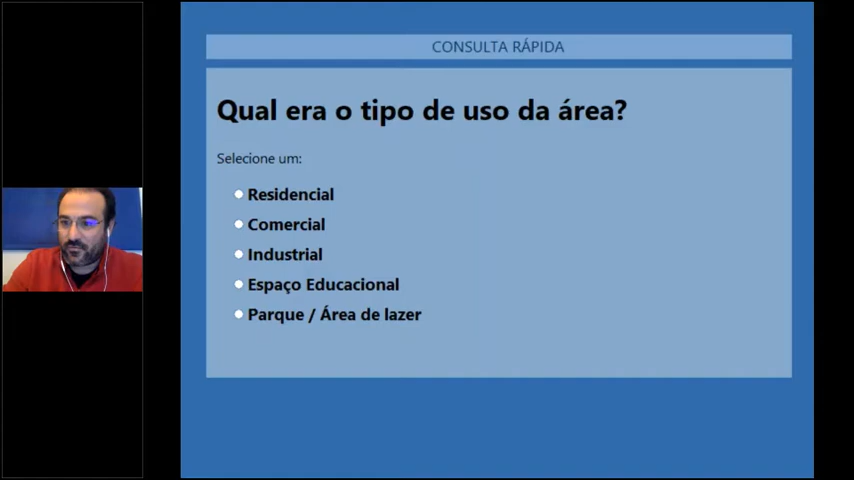 CONSULTA RÁPIDA
Qual era o tipo de uso da área?
Selecione um:
Residencial
Comercial
Industrial
Espaço Educacional
Parque / Área de lazer